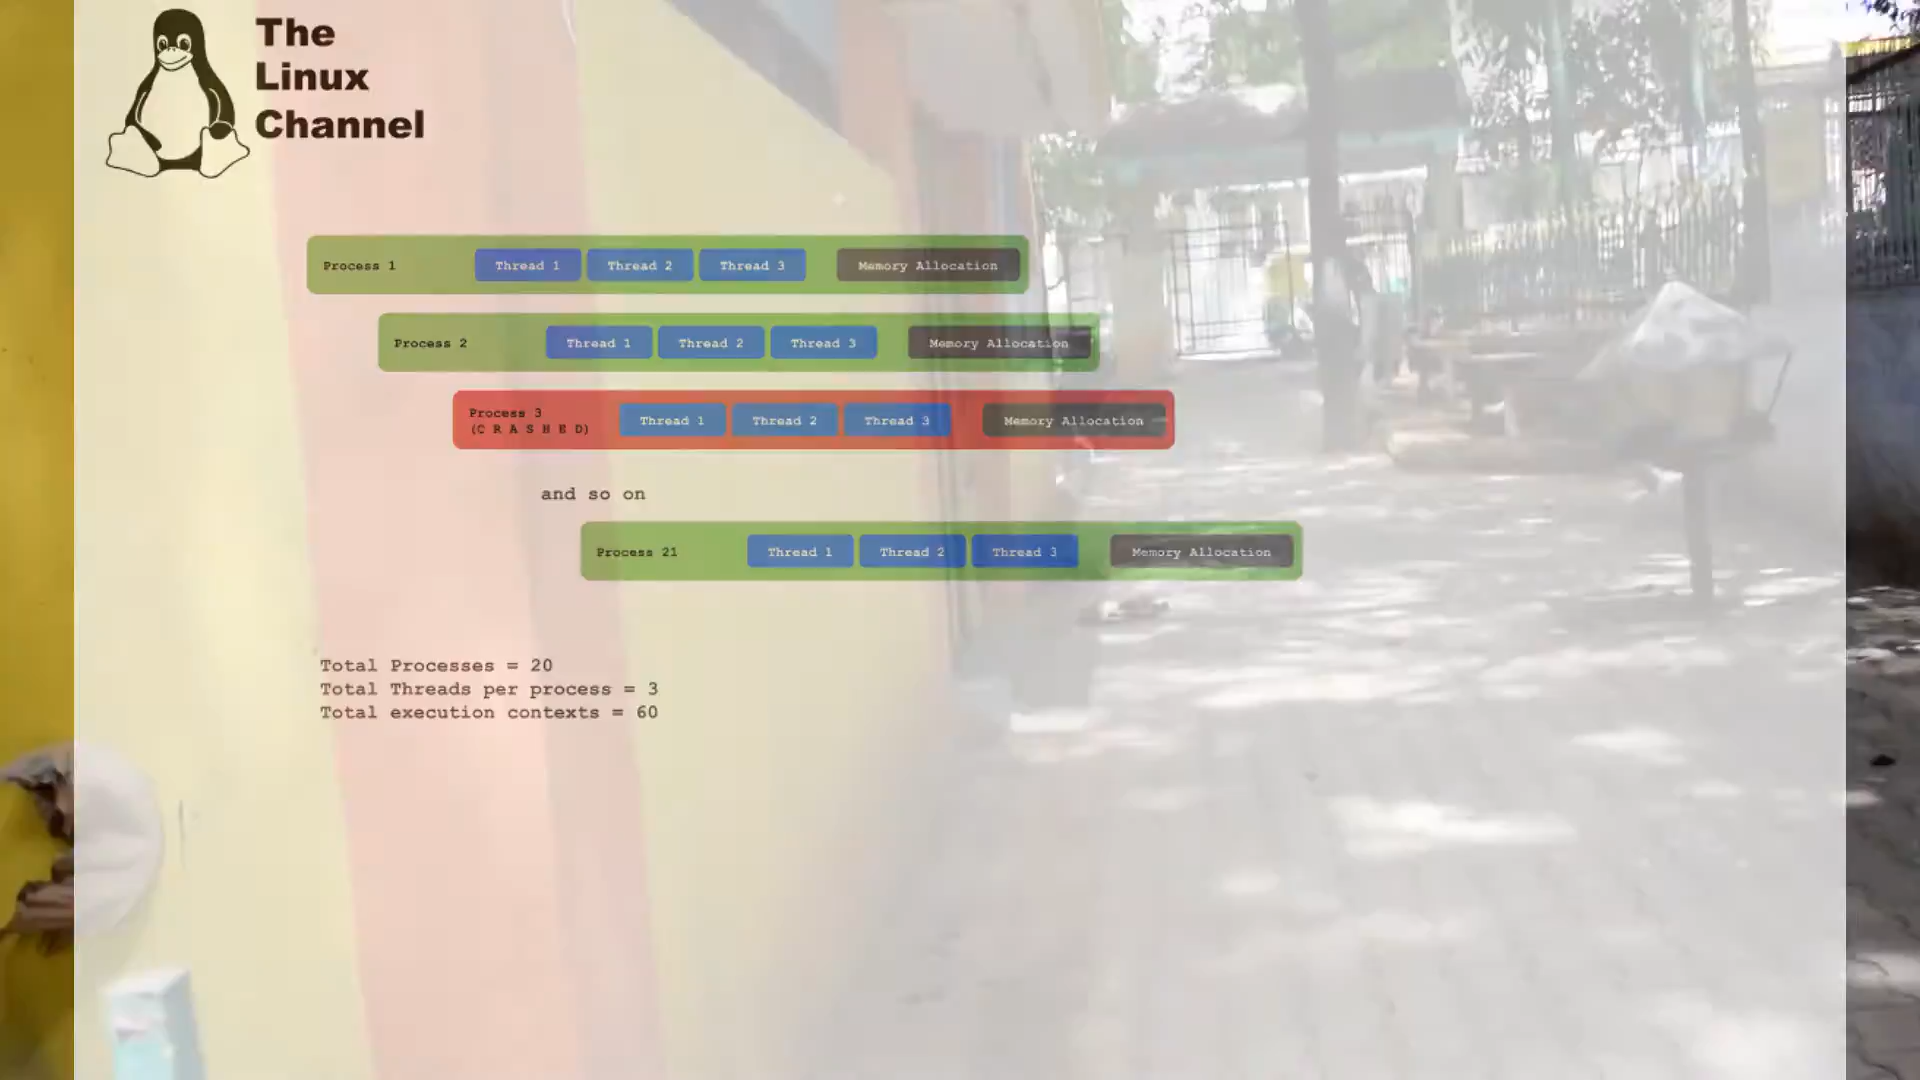 The
Linux
Channel
Process 1 Thread 1 Thread 2 Thread 3 Memory Allocation
Process 2 Thread 1 Thread 2 Thread 3 Memory Allocation
Process 3 Thread 1 Thread 2 Thread 3 Memory Allocation
(C R A S H E D)
and so on
Process 21 Thread 1 Thread 2 Thread 3 Memory Allocation
Total Processes = 20
Total Threads per process = 3
Total execution contexts = 60